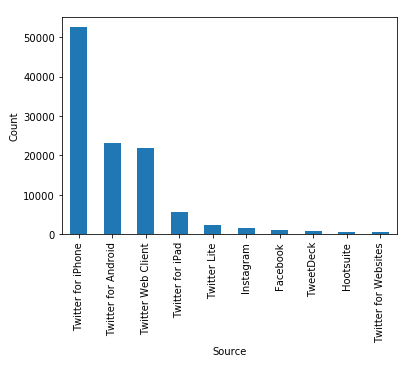 50000
40000
30000
20000
10000
0
Count
Twitter for iPhone
Twitter for Android
Twitter Web Client
Twitter for iPad
Twitter Lite
Instagram
Facebook
TweetDeck
Hootsuite
Twitter for Websites
Source